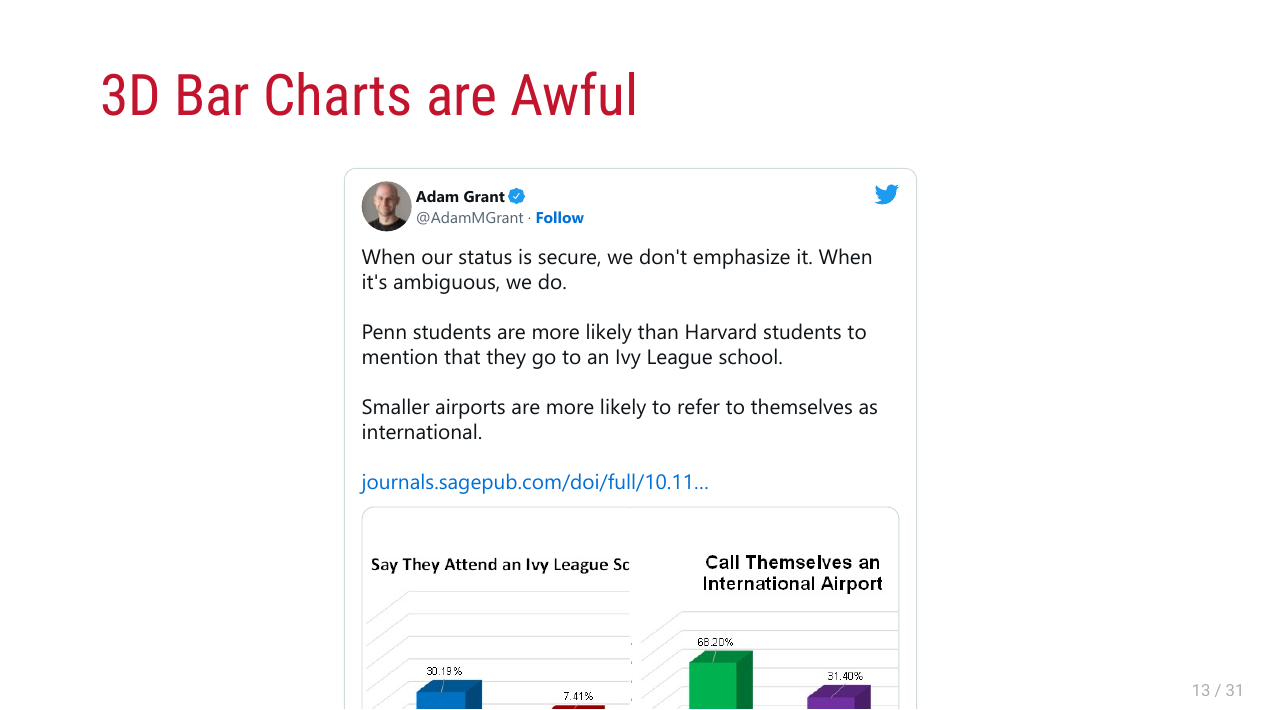 3D Bar Charts are Awful
Adam Grant
@AdamMGrant · Follow
When our status is secure, we don't emphasize it. When
it's ambiguous, we do.
Penn students are more likely than Harvard students to
mention that they go to an Ivy League school.
Smaller airports are more likely to refer to themselves as
international.
journals.sagepub.com/doi/full/10.11…
Say They Attend an Ivy League Sc
30.19%
7.41%
Call Themselves an
International Airport
68.20%
31.40%
13 / 31